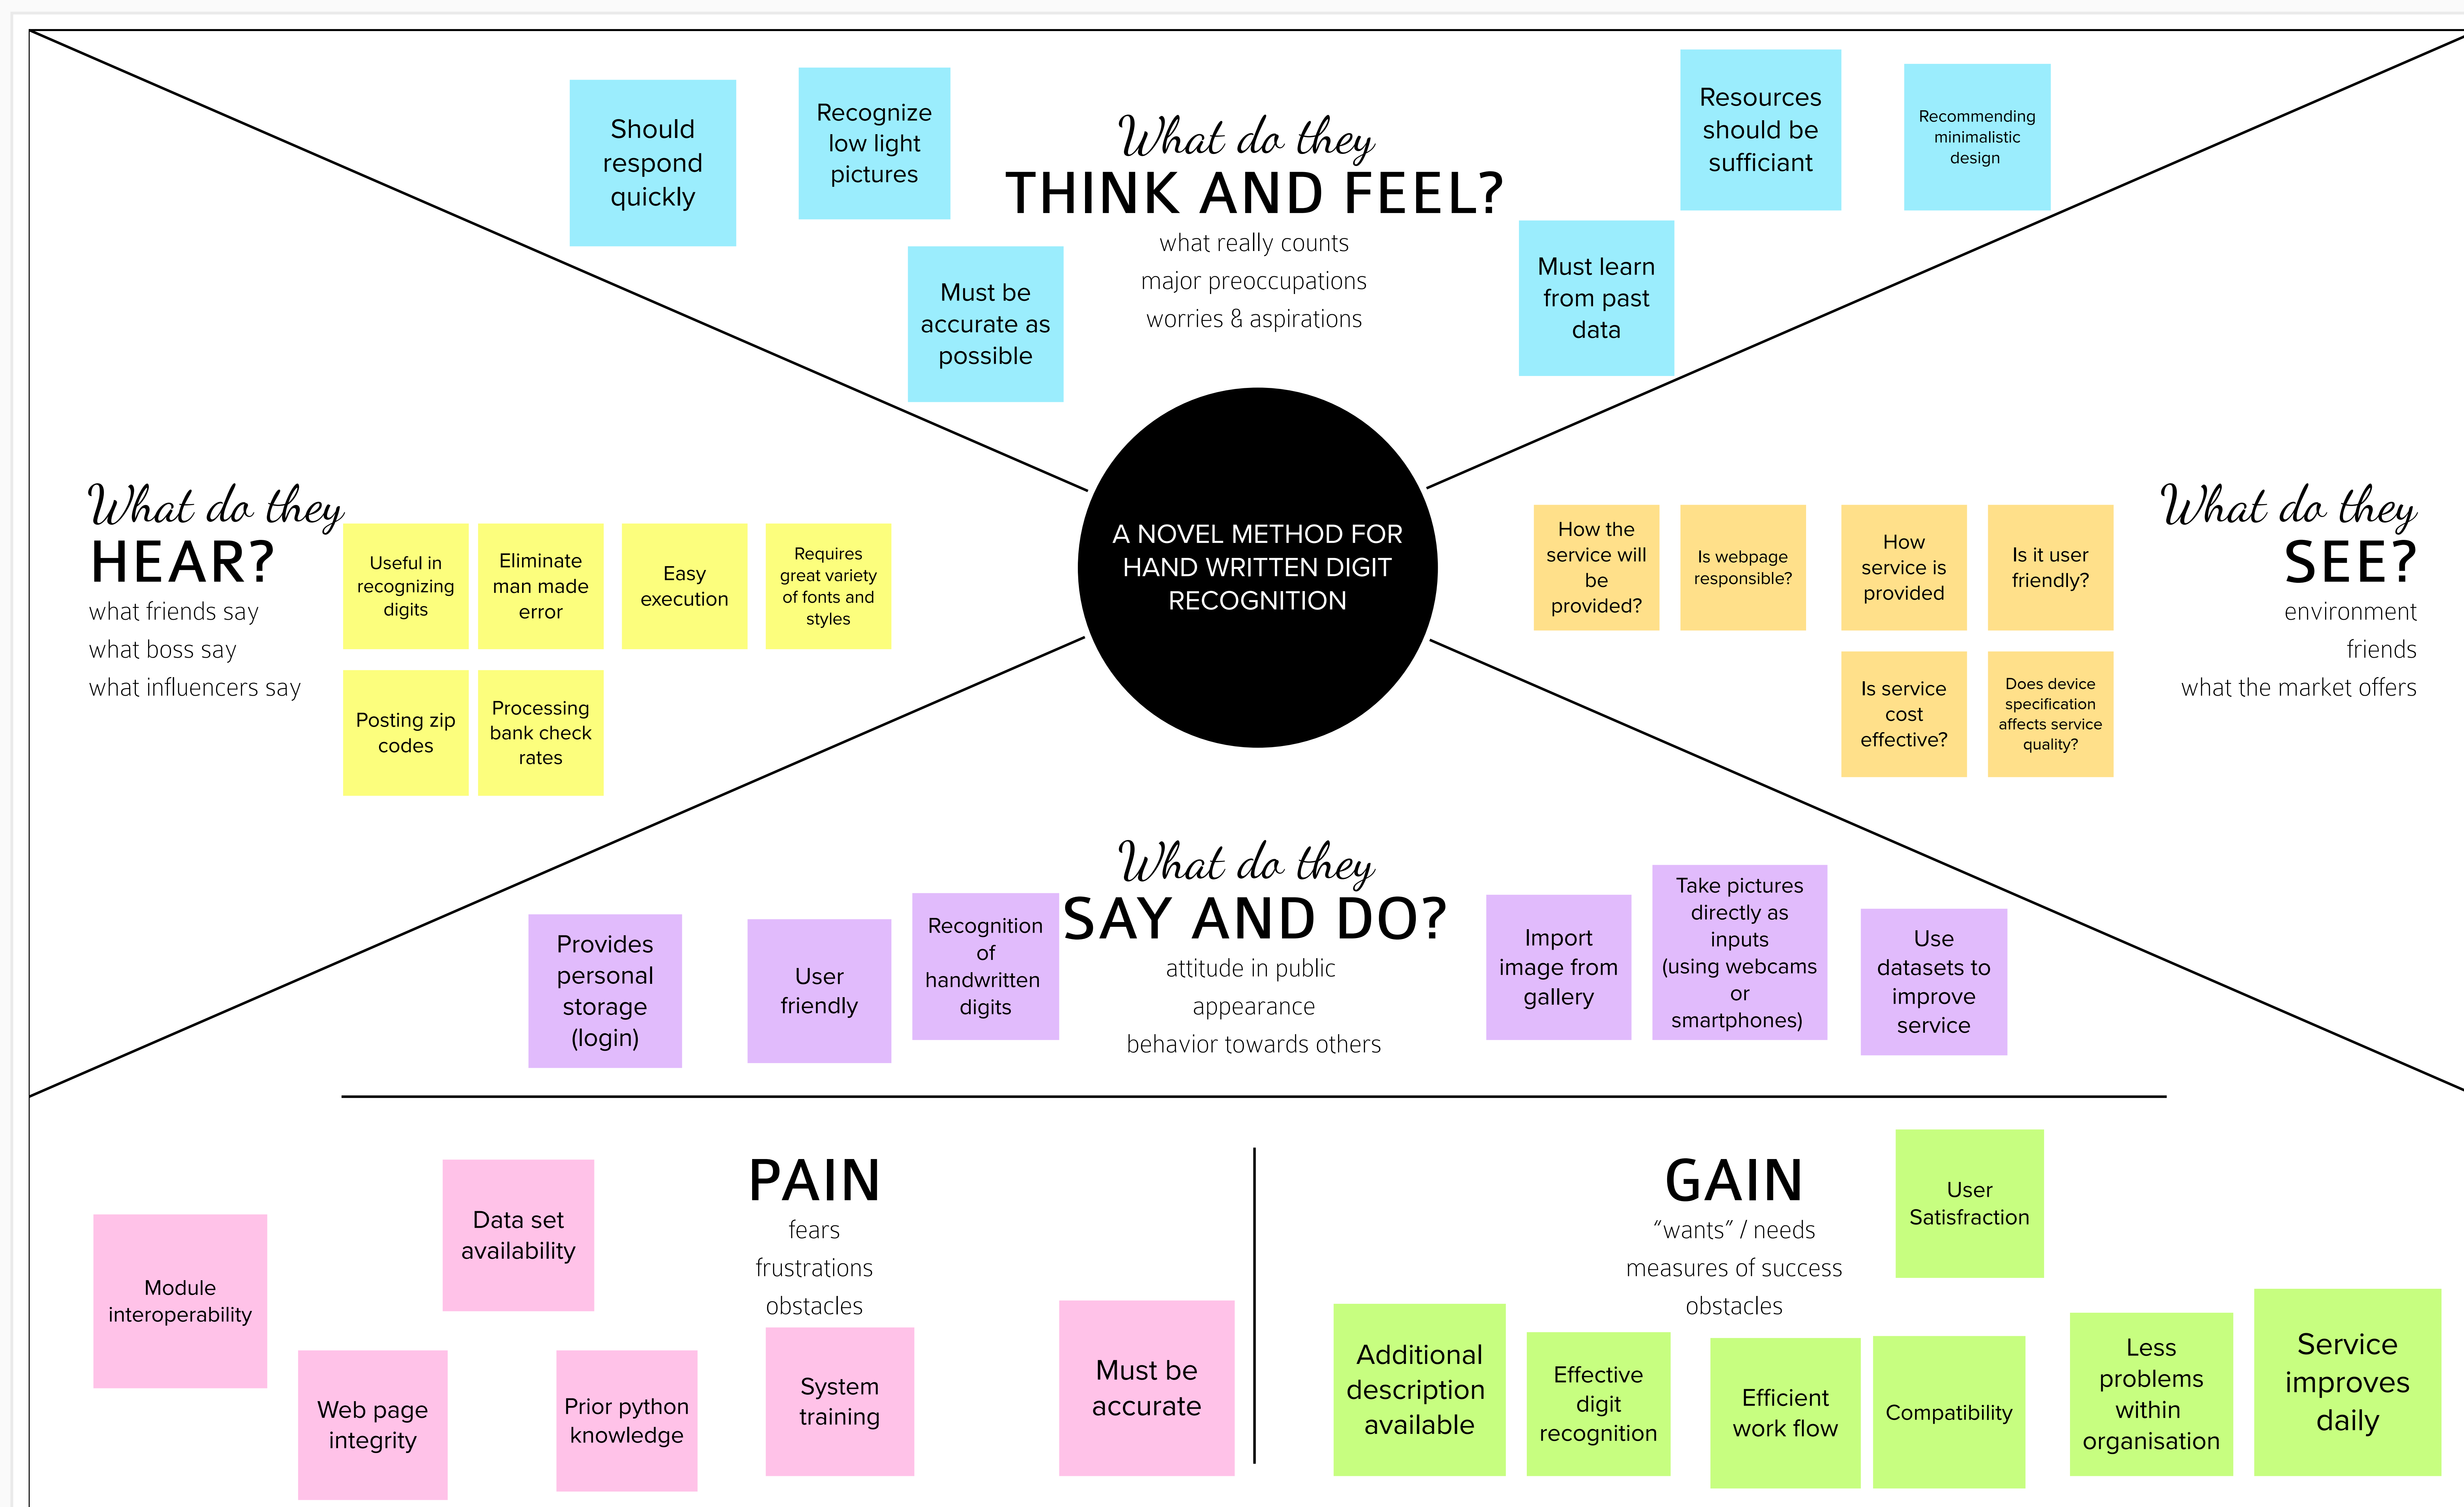 What do they
THINK AND FEEL?
what really counts
major preoccupations
worries & aspirations
Should
respond
quickly
Recognize
low light
pictures
Must be
accurate as
possible
Resources
should be
sufficiant
Recommending
minimalistic
design
Must learn
from past
data
What do they
HEAR?
what friends say
what boss say
what influencers say
Useful in
recognizing
digits
Eliminate
man made
error
Easy
execution
Requires
great variety
of fonts and
styles
Posting zip
codes
Processing
bank check
rates
A NOVEL METHOD FOR
HAND WRITTEN DIGIT
RECOGNITION
How the
service will
be
provided?
Is webpage
responsible?
How
service is
provided
Is it user
friendly?
Is service
cost
effective?
Does device
specification
affects service
quality?
What do they
SEE?
environment
friends
what the market offers
What do they
SAY AND DO?
attitude in public
appearance
behavior towards others
Provides
personal
storage
(login)
User
friendly
Recognition
of
handwritten
digits
Import
image from
gallery
Take pictures
directly as
inputs
(using webcams
or
smartphones)
Use
datasets to
improve
service
PAIN
fears
frustrations
obstacles
Module
interoperability
Data set
availability
Web page
integrity
Prior python
knowledge
System
training
Must be
accurate
GAIN
“wants” / needs
measures of success
obstacles
User
Satisfraction
Additional
description
available
Effective
digit
recognition
Efficient
work flow
Compatibility
Less
problems
within
organisation
Service
improves
daily